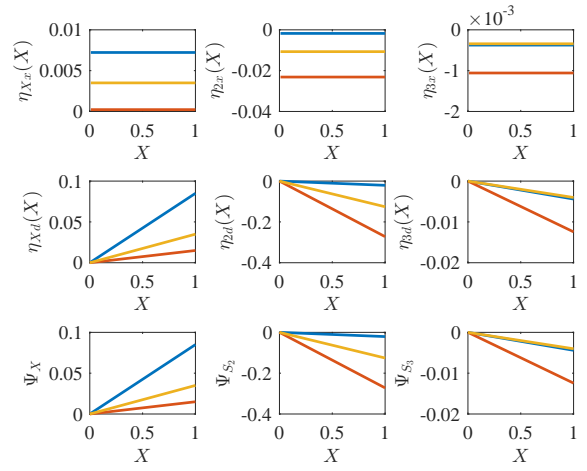 ×10⁻³
η_{Xx}(X)
0.01
0.005
0
0 0.5 1
X
η_{2x}(X)
0
-0.02
-0.04
0 0.5 1
X
η_{3x}(X)
0
-1
-2
0 0.5 1
X
η_{Xd}(X)
0.1
0.05
0
0 0.5 1
X
η_{2d}(X)
0
-0.2
-0.4
0 0.5 1
X
η_{3d}(X)
0
-0.01
-0.02
0 0.5 1
X
Ψ_X
0.1
0.05
0
0 0.5 1
X
Ψ_{S_2}
0
-0.2
-0.4
0 0.5 1
X
Ψ_{S_3}
0
-0.01
-0.02
0 0.5 1
X